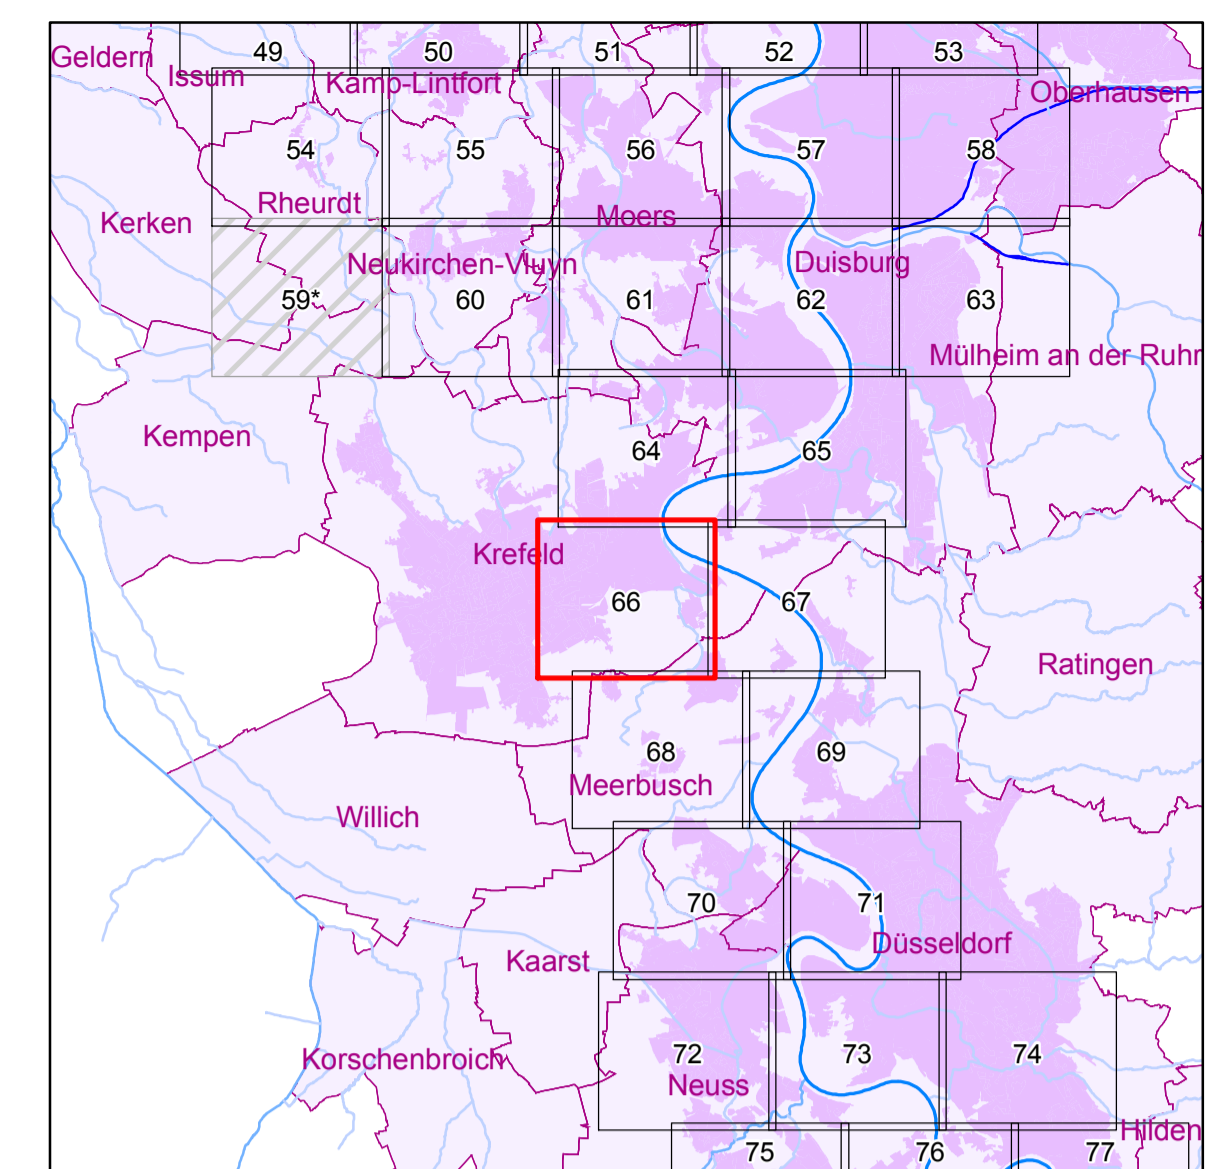 49 50 51 52 53
Geldern
Issum
Kamp-Lintfort
Oberhausen
54 55 56 57 58
Rheurdt
Kerken
Moers
Neukirchen-Vluyn
Duisburg
59* 60 61 62 63
Mülheim an der Ruhr
Kempen
64 65
Krefeld
66 67
Ratingen
68 69
Meerbusch
Willich
70 71
Düsseldorf
Kaarst
72 73 74
Korschenbroich
Neuss
Hilden
75 76 77